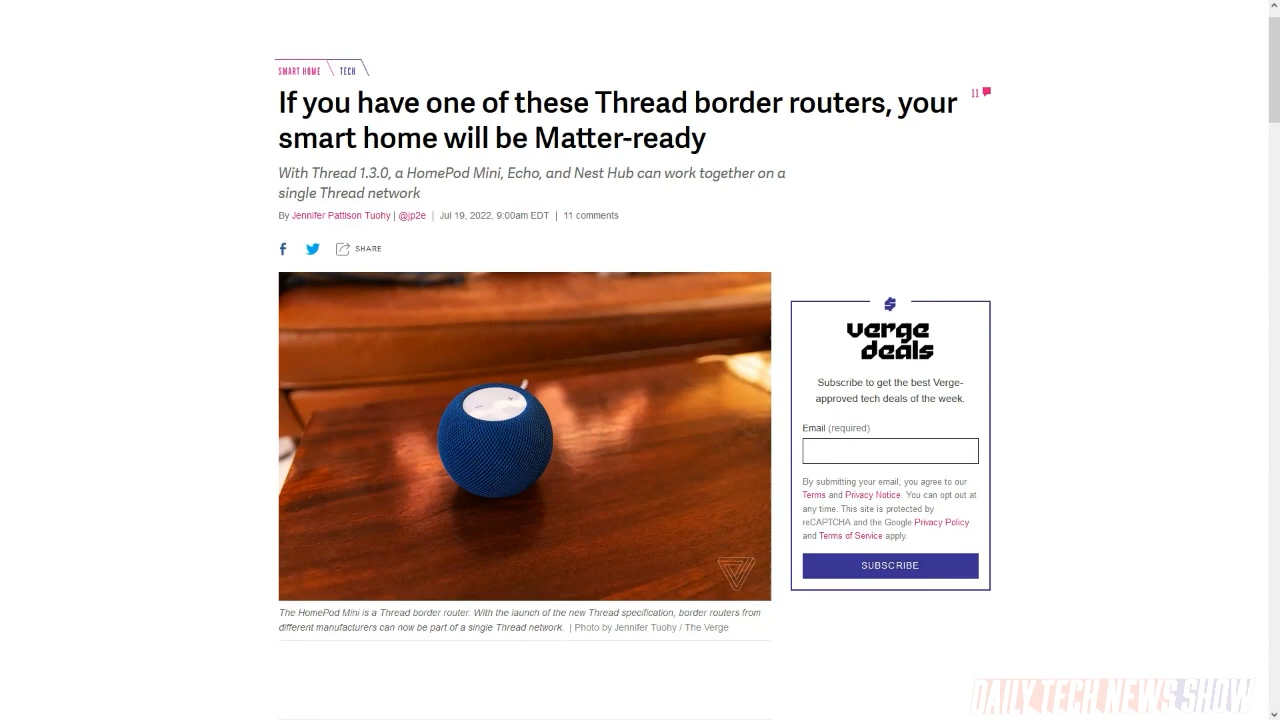 SMART HOME TECH
If you have one of these Thread border routers, your
smart home will be Matter-ready
11
With Thread 1.3.0, a HomePod Mini, Echo, and Nest Hub can work together on a
single Thread network
By Jennifer Pattison Tuohy | @jp2e | Jul 19, 2022, 9:00am EDT | 11 comments
SHARE
The HomePod Mini is a Thread border router. With the launch of the new Thread specification, border routers from
different manufacturers can now be part of a single Thread network. | Photo by Jennifer Tuohy / The Verge
verge
deals
Subscribe to get the best Verge-
approved tech deals of the week.
Email (required)
By submitting your email, you agree to our
Terms and Privacy Notice. You can opt out at
any time. This site is protected by
reCAPTCHA and the Google Privacy Policy
and Terms of Service apply.
SUBSCRIBE
DAILY TECH NEWS SHOW